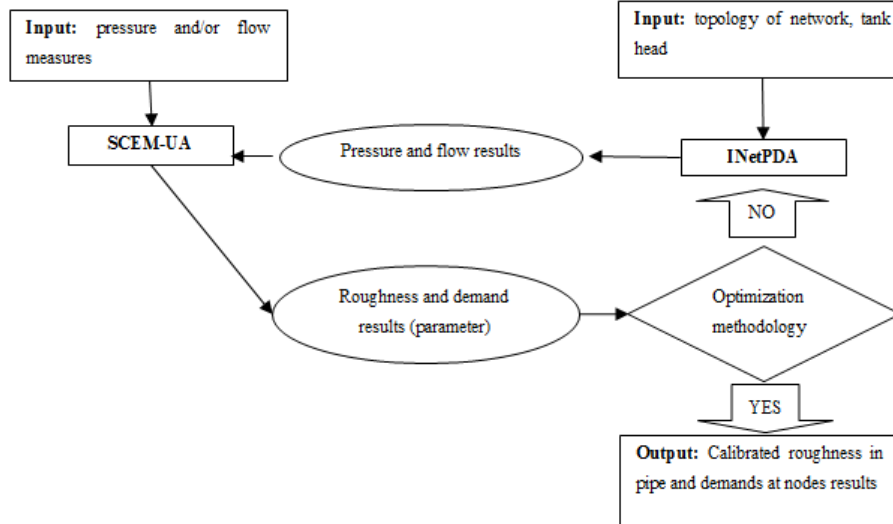 Input: pressure and/or flow
measures
Input: topology of network, tank
head
SCEM-UA
Pressure and flow results
INetPDA
NO
Roughness and demand
results (parameter)
Optimization
methodology
YES
Output: Calibrated roughness in
pipe and demands at nodes results